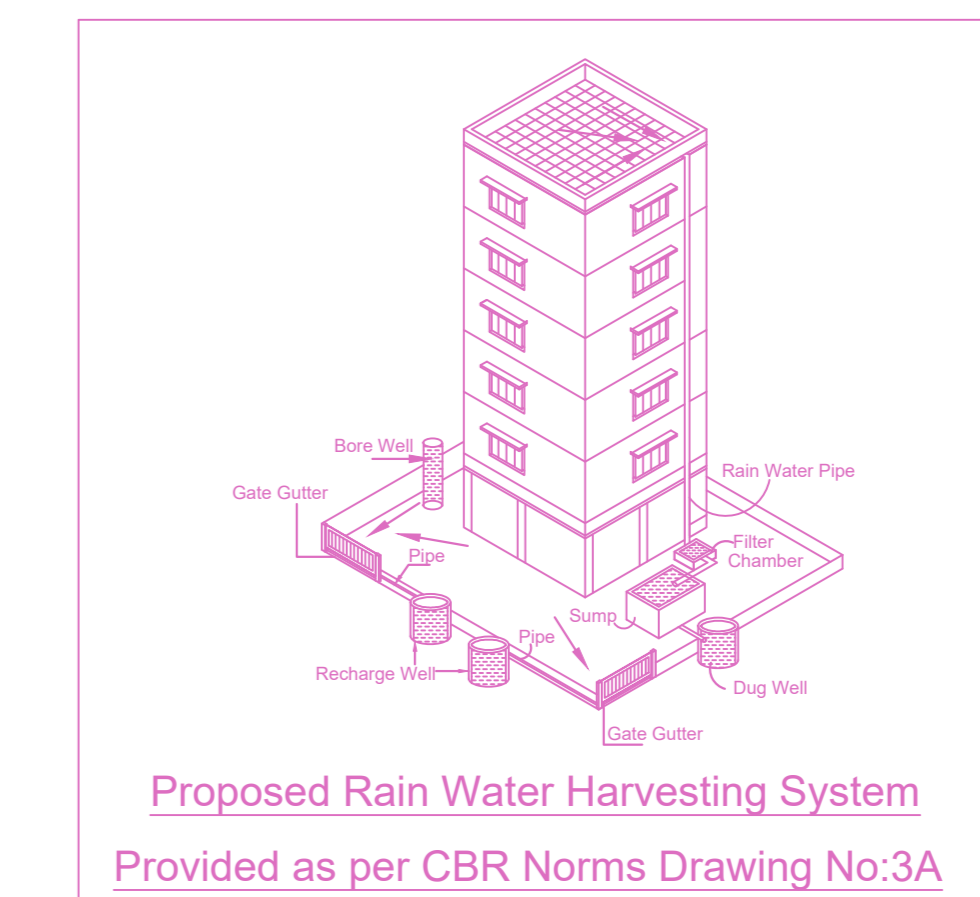 Bore Well
Rain Water Pipe
Gate Gutter
Filter
Chamber
Pipe
Sump
Pipe
Recharge Well
Dug Well
Gate Gutter
Proposed Rain Water Harvesting System
Provided as per CBR Norms Drawing No:3A